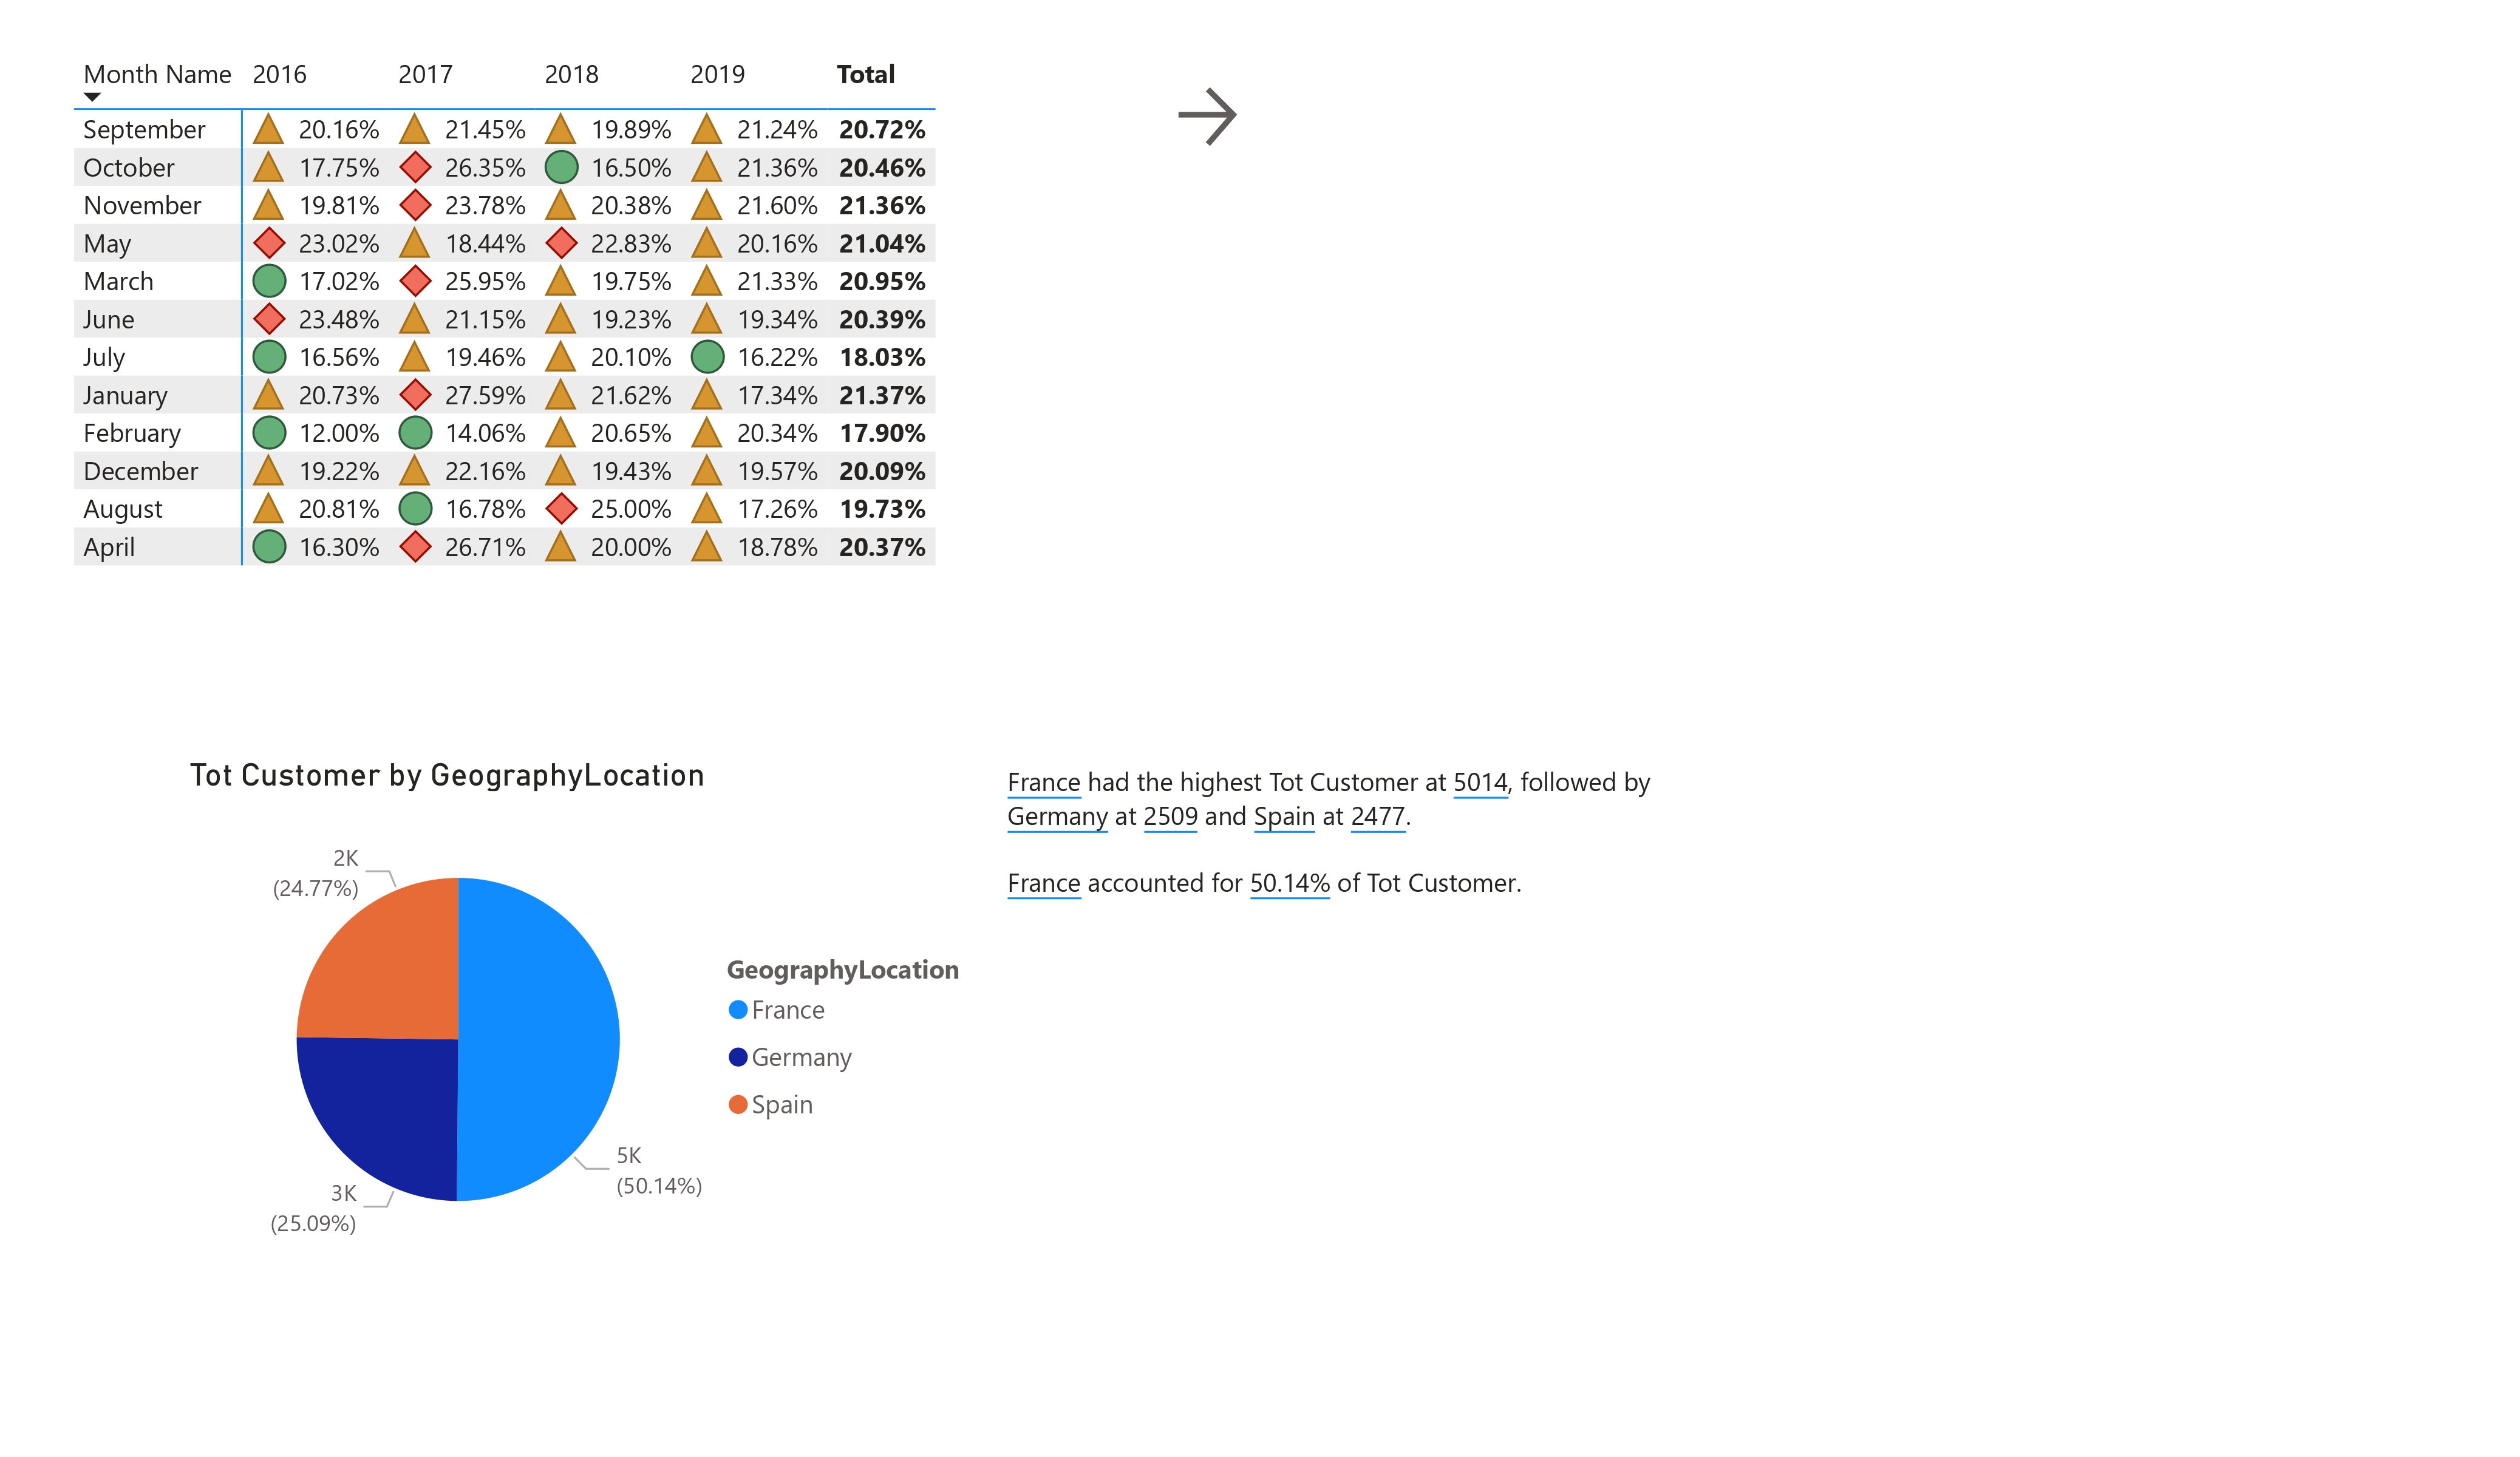 Month Name 2016 2017 2018 2019 Total
September 20.16% 21.45% 19.89% 21.24% 20.72%
October 17.75% 26.35% 16.50% 21.36% 20.46%
November 19.81% 23.78% 20.38% 21.60% 21.36%
May 23.02% 18.44% 22.83% 20.16% 21.04%
March 17.02% 25.95% 19.75% 21.33% 20.95%
June 23.48% 21.15% 19.23% 19.34% 20.39%
July 16.56% 19.46% 20.10% 16.22% 18.03%
January 20.73% 27.59% 21.62% 17.34% 21.37%
February 12.00% 14.06% 20.65% 20.34% 17.90%
December 19.22% 22.16% 19.43% 19.57% 20.09%
August 20.81% 16.78% 25.00% 17.26% 19.73%
April 16.30% 26.71% 20.00% 18.78% 20.37%
Tot Customer by GeographyLocation
2K
(24.77%)
3K
(25.09%)
5K
(50.14%)
GeographyLocation
France
Germany
Spain
France had the highest Tot Customer at 5014, followed by
Germany at 2509 and Spain at 2477.
France accounted for 50.14% of Tot Customer.